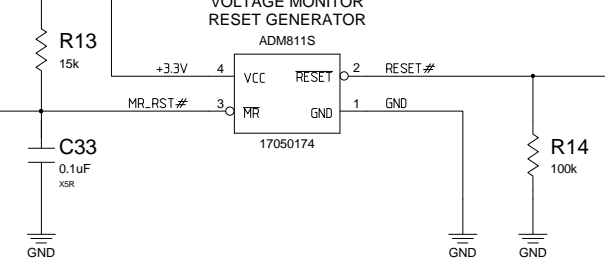 VOLTAGE MONITOR
RESET GENERATOR
ADM811S
R13
15k
+3.3V
4
VCC
RESET
2
RESET#
MR_RST#
3
MR
GND
1
GND
17050174
C33
0.1uF
X5R
R14
100k
GND
GND
GND